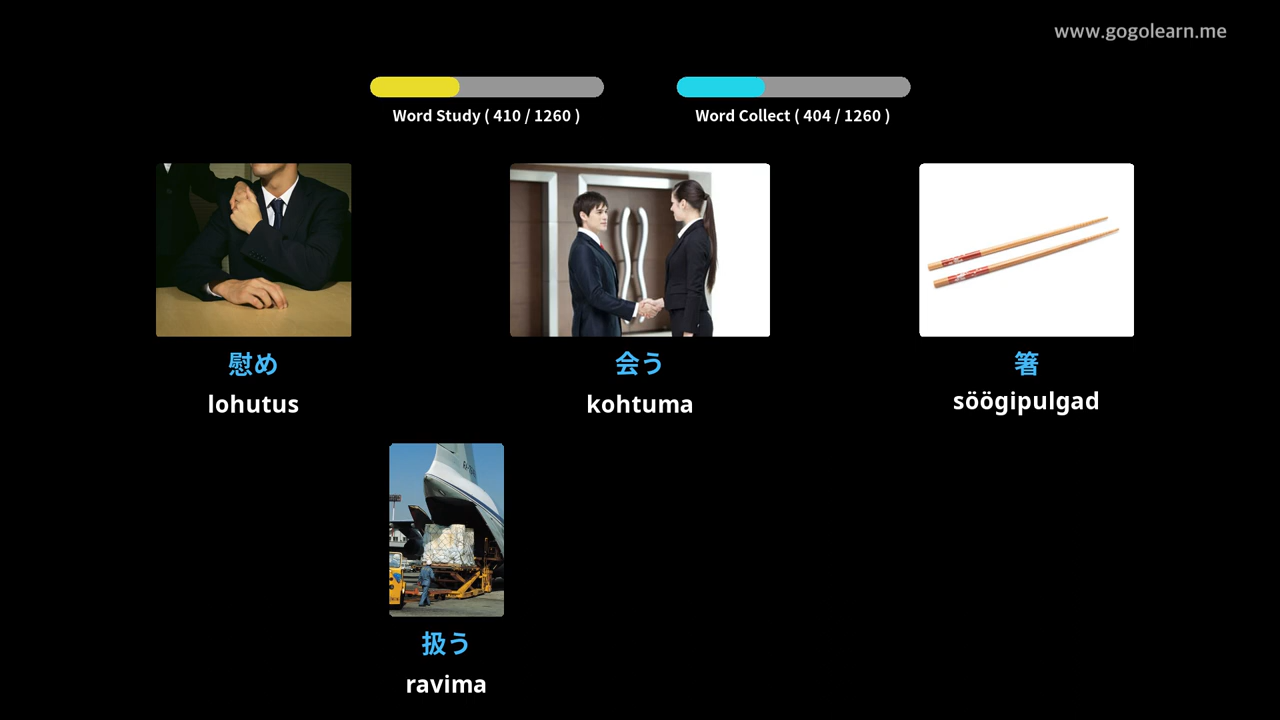 www.gogolearn.me
Word Study ( 410 / 1260 )
Word Collect ( 404 / 1260 )
慰め
会う
箸
lohutus
kohtuma
söögipulgad
扱う
ravima